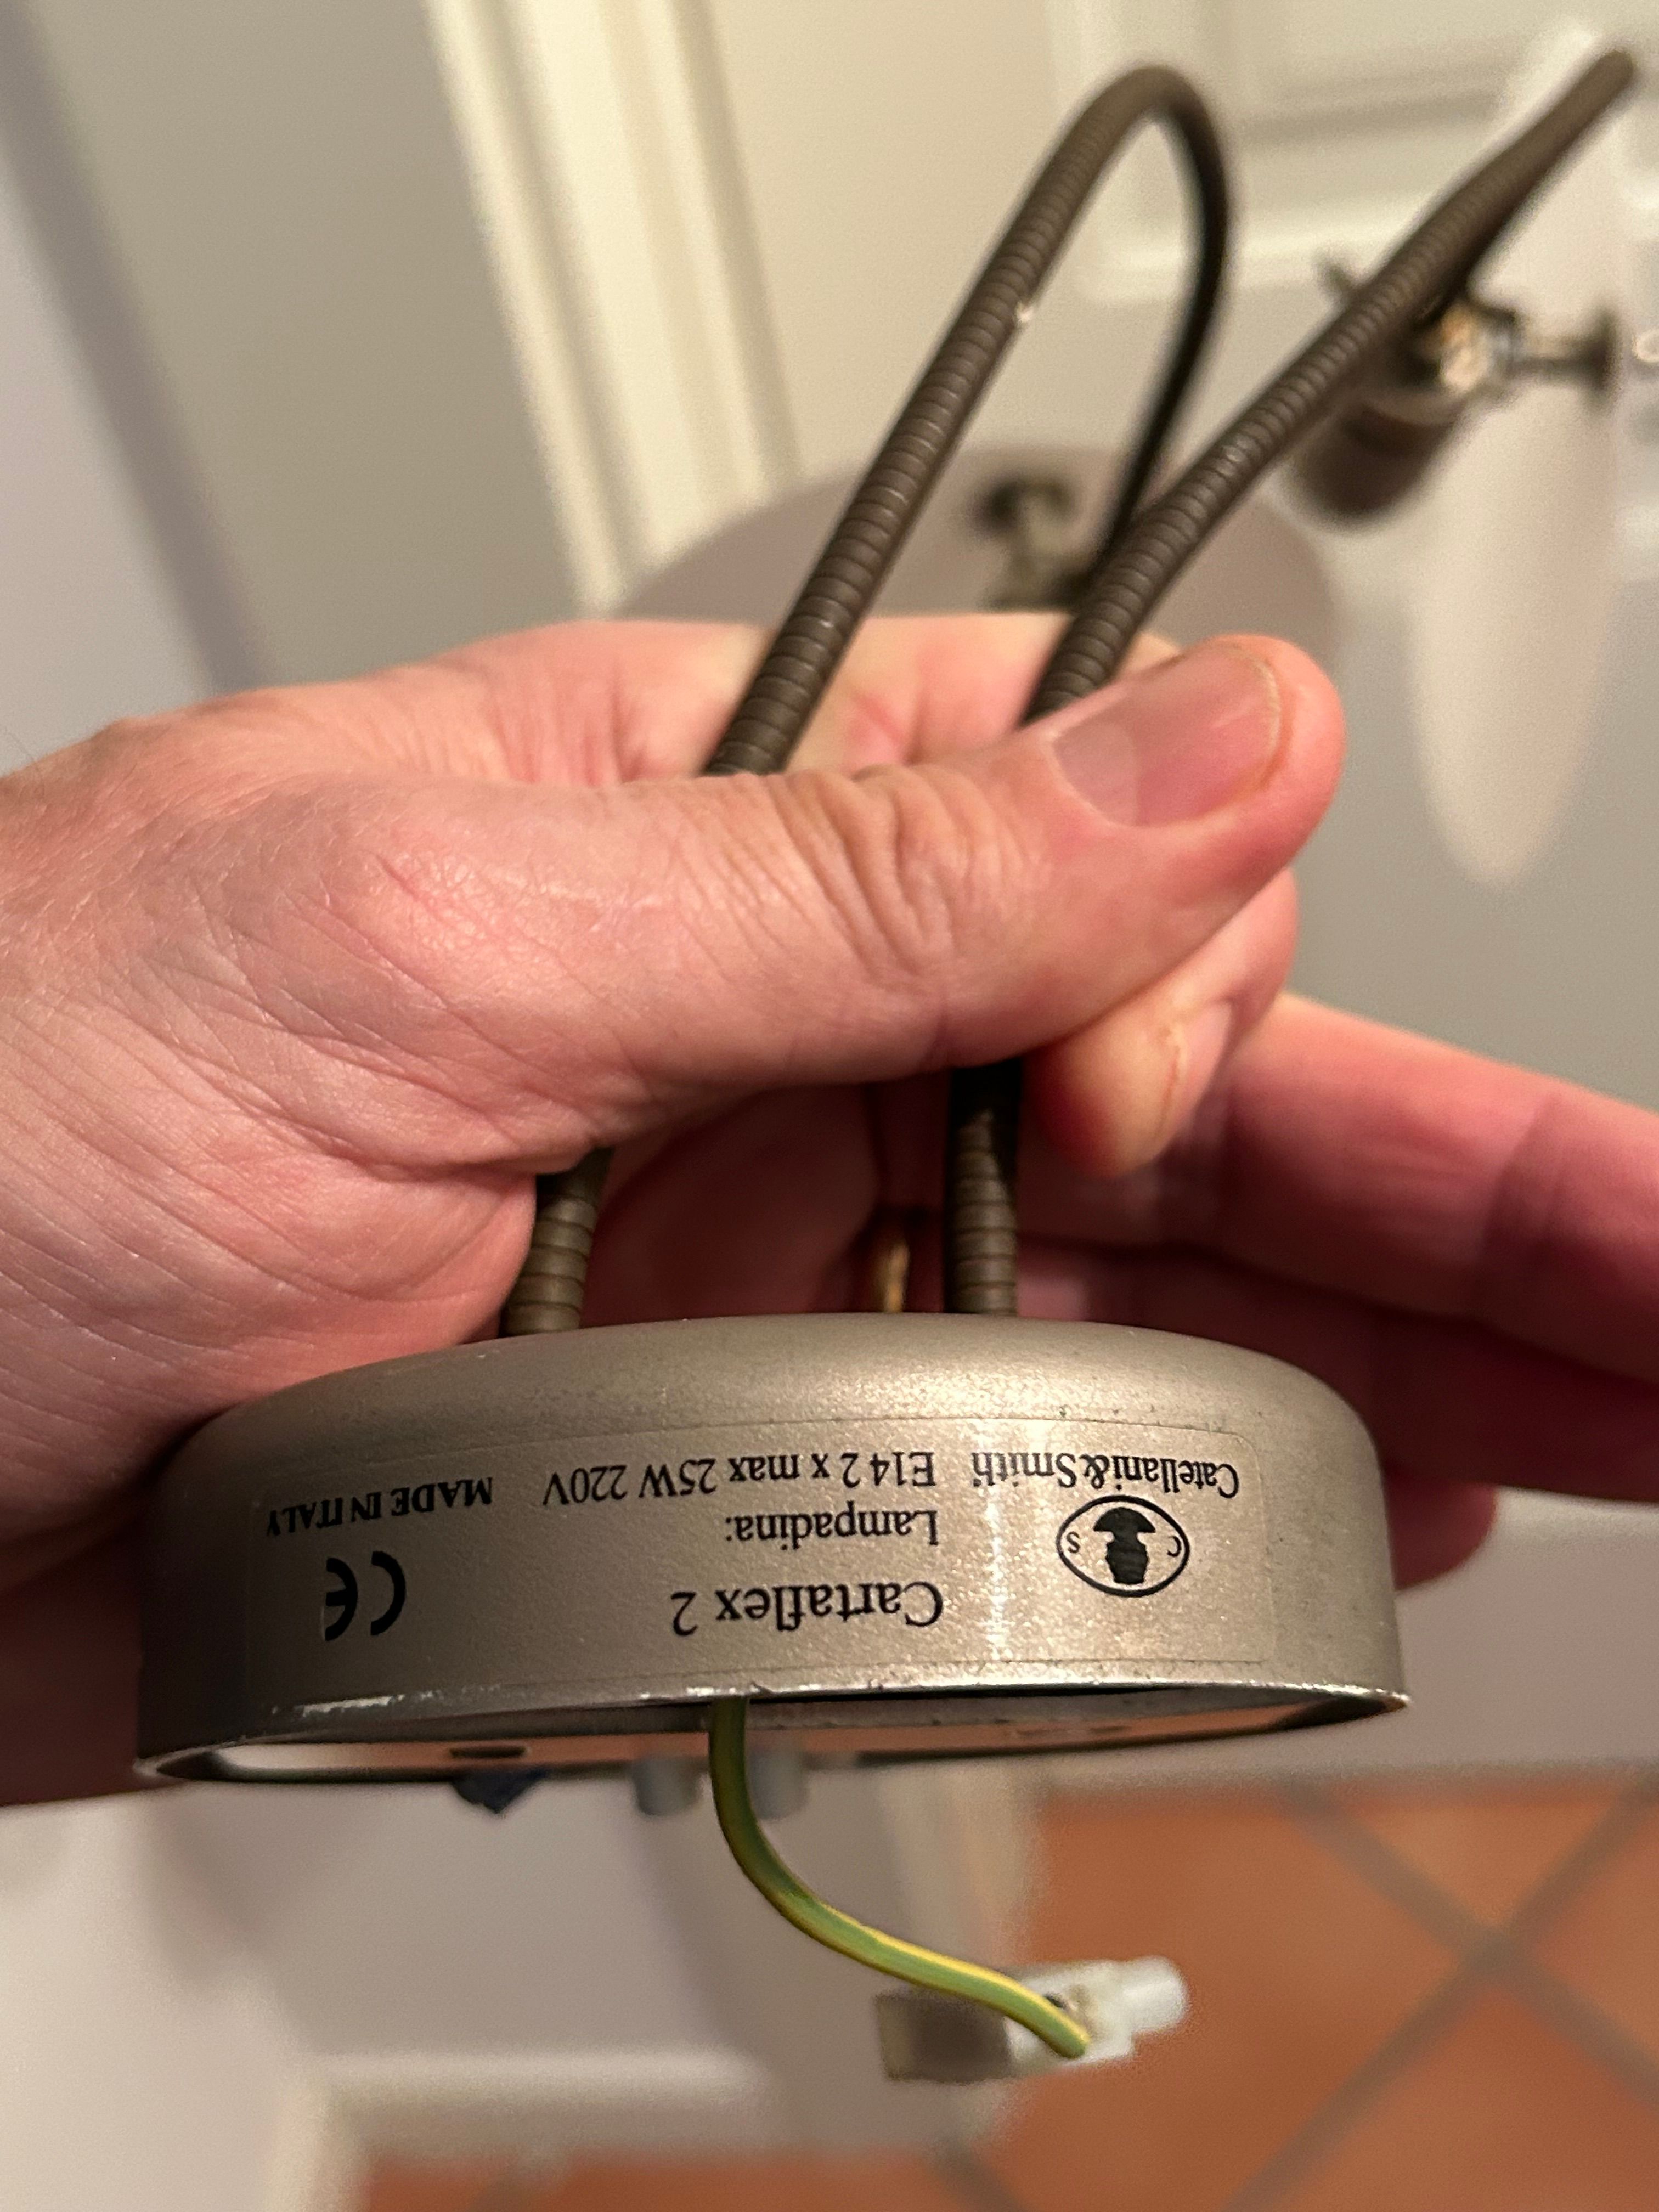 Cartaflex 2
Lampadina:
E14 2 x max 25W 220V
C S
Catellani&Smith
CE
MADE IN ITALY